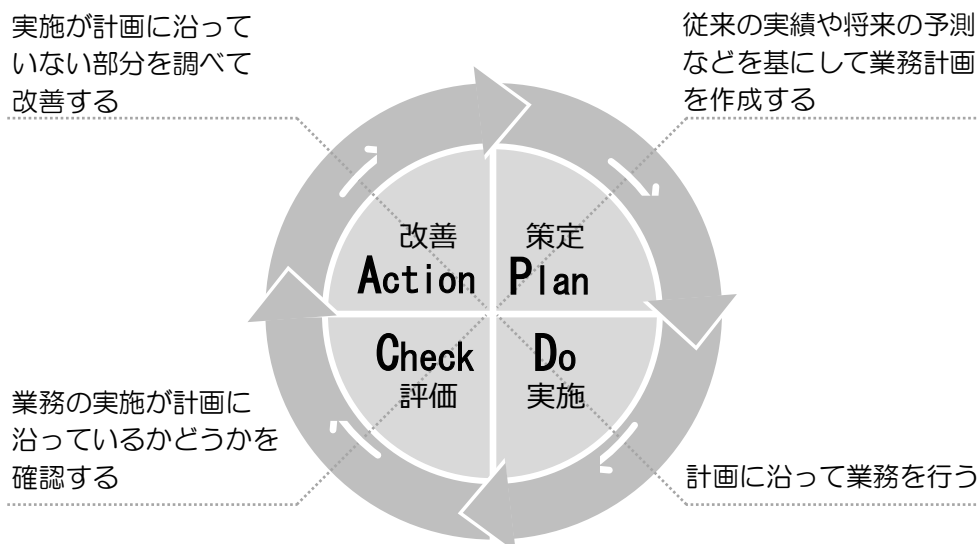 実施が計画に沿って
いない部分を調べて
改善する
従来の実績や将来の予測
などを基にして業務計画
を作成する
改善
Action
策定
Plan
Check
評価
Do
実施
業務の実施が計画に
沿っているかどうかを
確認する
計画に沿って業務を行う